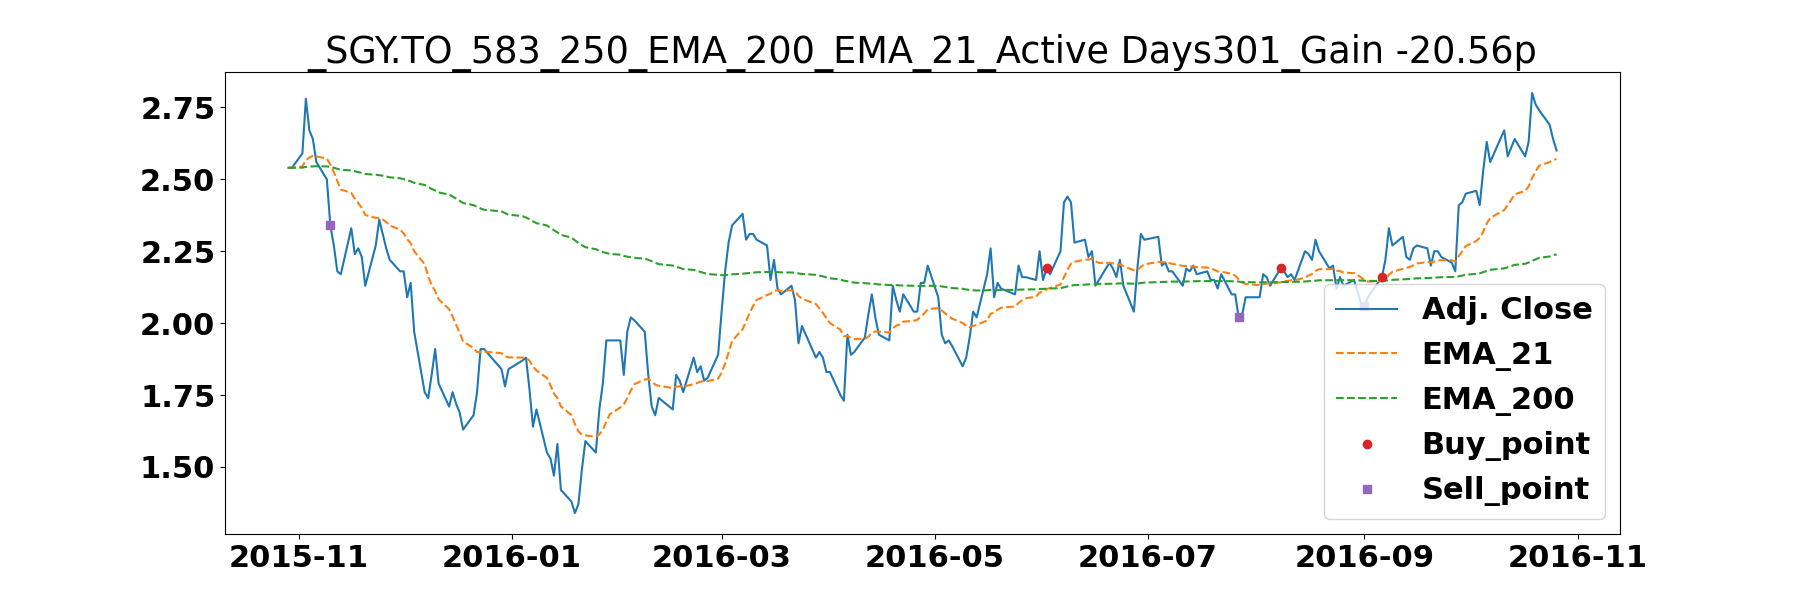 _SGY.TO_583_250_EMA_200_EMA_21_Active Days301_Gain -20.56p
2.75
2.50
2.25
2.00
1.75
1.50
Adj. Close
EMA_21
EMA_200
Buy_point
Sell_point
2015-11 2016-01 2016-03 2016-05 2016-07 2016-09 2016-11